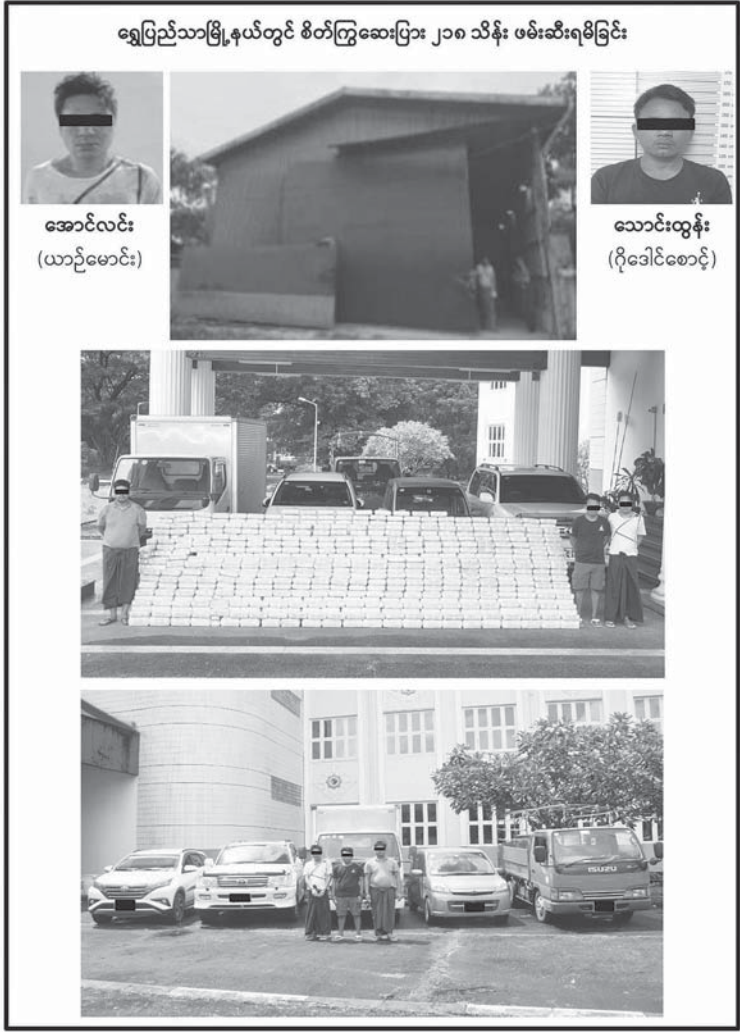 ရွှေပြည်သာမြို့နယ်တွင် စိတ်ကြွဆေးပြား ၂၁၈ သိန်း ဖမ်းဆီးရမိခြင်း
အောင်လင်း
(ယာဉ်မောင်း)
သောင်းထွန်း
(ဂိုဒေါင်စောင့်)
ISUZU